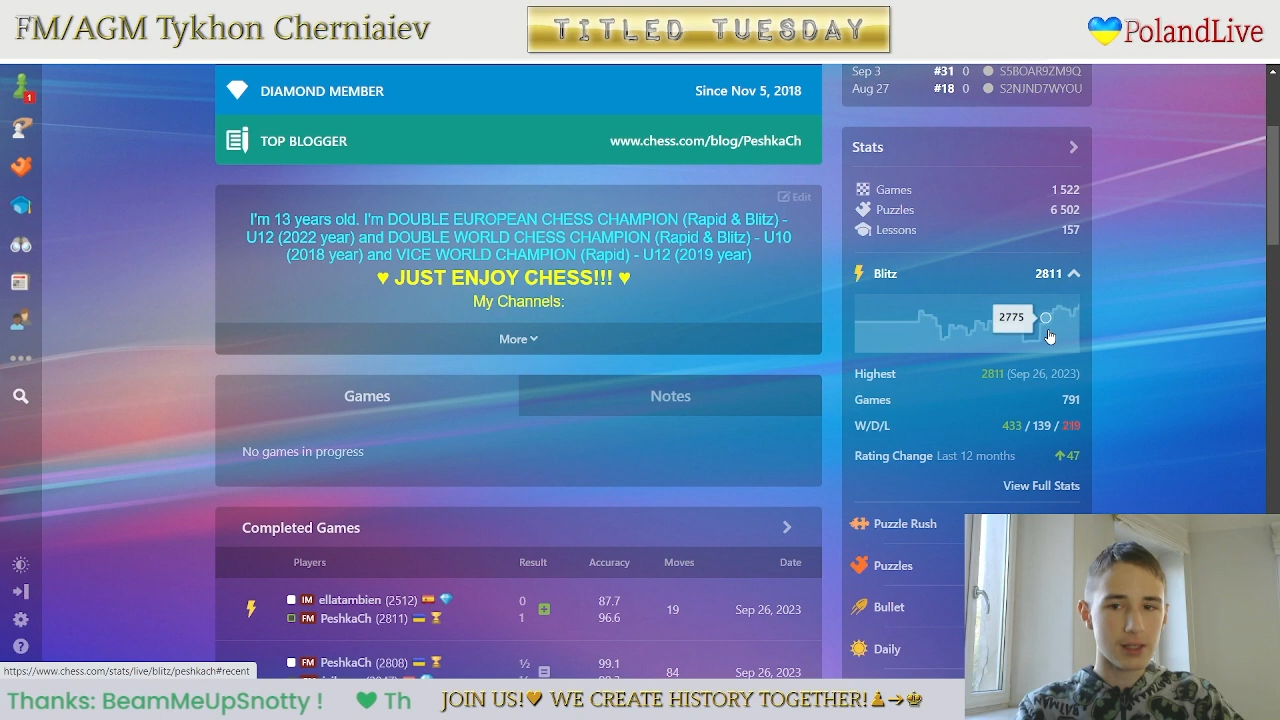 FM/AGM Tykhon Cherniaiev
TITLED TUESDAY
PolandLive
1
DIAMOND MEMBER
Since Nov 5, 2018
TOP BLOGGER
www.chess.com/blog/PeshkaCh
Edit
I'm 13 years old. I'm DOUBLE EUROPEAN CHESS CHAMPION (Rapid & Blitz) -
U12 (2022 year) and DOUBLE WORLD CHESS CHAMPION (Rapid & Blitz) - U10
(2018 year) and VICE WORLD CHAMPION (Rapid) - U12 (2019 year)
♥ JUST ENJOY CHESS!!! ♥
My Channels:
More
Games
Notes
No games in progress
Completed Games
Players
Result
Accuracy
Moves
Date
IM ellatambien (2512)
0
87.7
FM PeshkaCh (2811)
1
96.6
19
Sep 26, 2023
FM PeshkaCh (2808)
½
99.1
84
Sep 26, 2023
Sep 3 #31 0 S5BOAR9ZM9Q
Aug 27 #18 0 S2NJND7WYOU
Stats
Games 1 522
Puzzles 6 502
Lessons 157
Blitz 2811
2775
Highest 2811 (Sep 26, 2023)
Games 791
W/D/L 433 / 139 / 219
Rating Change Last 12 months 47
View Full Stats
Puzzle Rush
Puzzles
Bullet
Daily
https://www.chess.com/stats/live/blitz/peshkach#recent
Thanks: BeamMeUpSnotty !
Th
JOIN US!♥ WE CREATE HISTORY TOGETHER!♟→♚